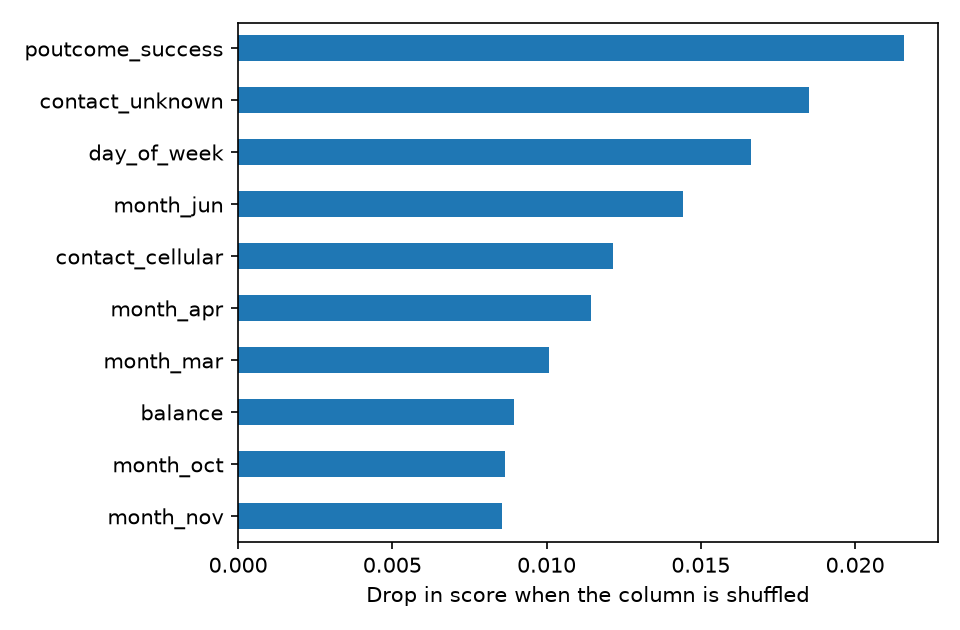 poutcome_success
contact_unknown
day_of_week
month_jun
contact_cellular
month_apr
month_mar
balance
month_oct
month_nov
0.000 0.005 0.010 0.015 0.020
Drop in score when the column is shuffled